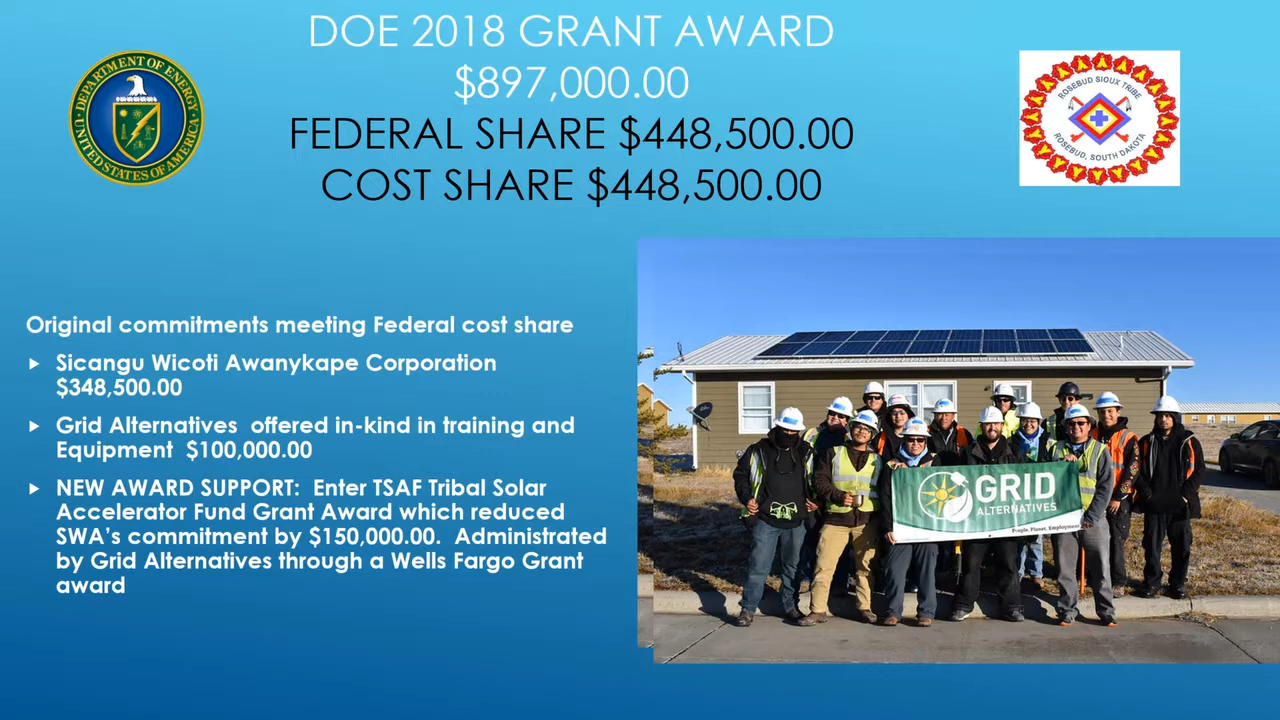 DOE 2018 GRANT AWARD
$897,000.00
FEDERAL SHARE $448,500.00
COST SHARE $448,500.00
DEPARTMENT OF ENERGY
UNITED STATES OF AMERICA
ROSEBUD SIOUX TRIBE
ROSEBUD, SOUTH DAKOTA
Original commitments meeting Federal cost share
Sicangu Wicoti Awanykape Corporation
$348,500.00
Grid Alternatives offered in-kind in training and
Equipment $100,000.00
NEW AWARD SUPPORT: Enter TSAF Tribal Solar
Accelerator Fund Grant Award which reduced
SWA's commitment by $150,000.00. Administrated
by Grid Alternatives through a Wells Fargo Grant
award
GRID
ALTERNATIVES
People. Planet. Employment